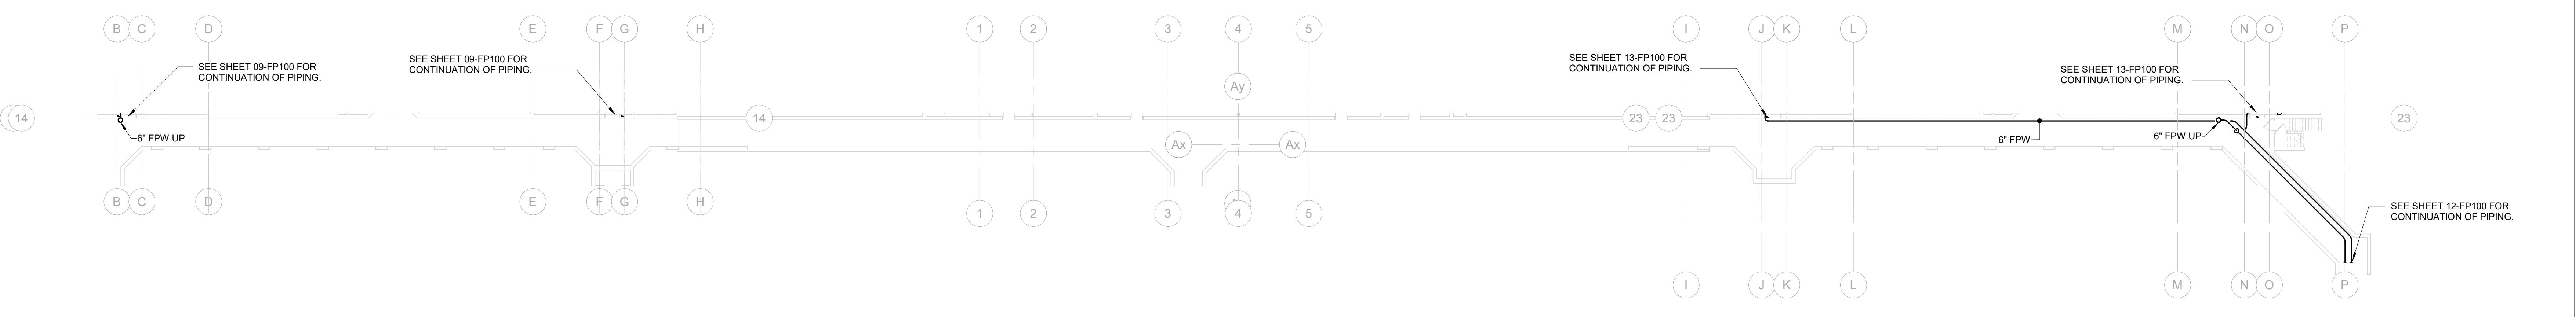 B C D E F G H 1 2 3 4 5 I J K L M N O P
SEE SHEET 09-FP100 FOR
CONTINUATION OF PIPING.
SEE SHEET 09-FP100 FOR
CONTINUATION OF PIPING.
SEE SHEET 13-FP100 FOR
CONTINUATION OF PIPING.
SEE SHEET 13-FP100 FOR
CONTINUATION OF PIPING.
Ay
14 14 23 23 23
6" FPW UP
6" FPW
6" FPW UP
Ax Ax
B C D E F G H
1 2 3 4 5
SEE SHEET 12-FP100 FOR
CONTINUATION OF PIPING.
I J K L M N O P